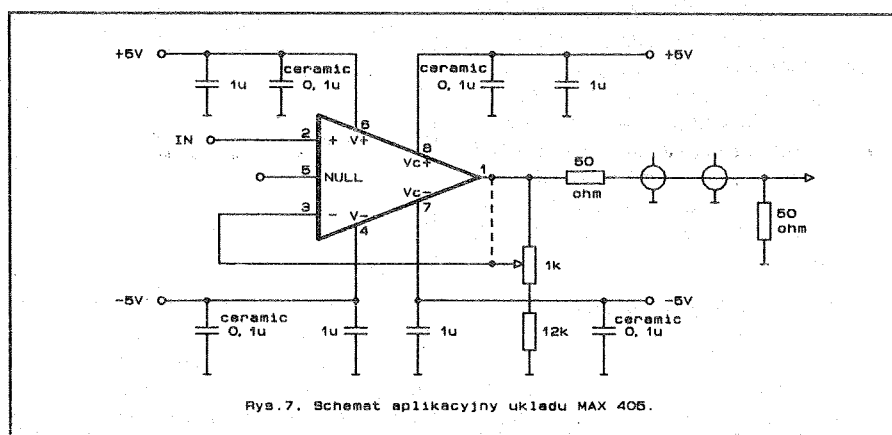 +5V
+5V
ceramic
ceramic
1u
0, 1u
0, 1u
1u
6
8
IN
2
+
V+
Vc+
1
50
ohm
5
NULL
3
-
V-
Vc-
4
7
50
ohm
1k
-5V
-5V
ceramic
0, 1u
1u
1u
12k
ceramic
0, 1u
Rys.7. Schemat aplikacyjny ukladu MAX 405.